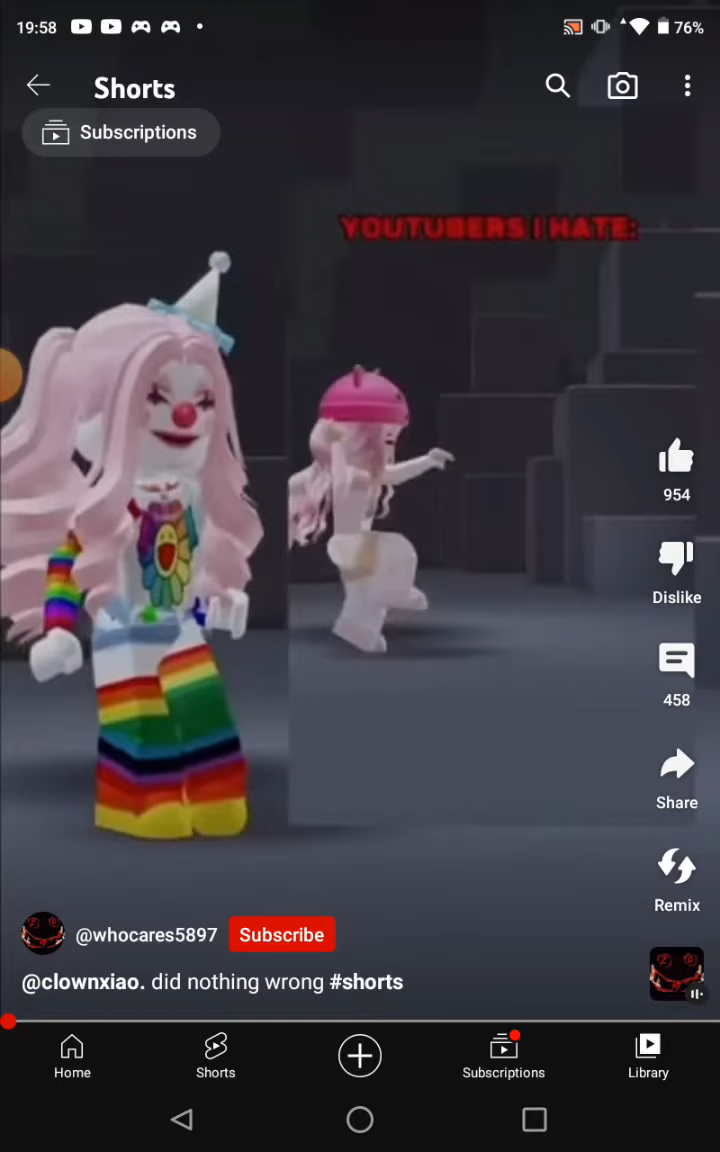 19:58
76%
Shorts
Subscriptions
YOUTUBERS I HATE:
954
Dislike
458
Share
Remix
@whocares5897 Subscribe
@clownxiao. did nothing wrong #shorts
Home Shorts Subscriptions Library